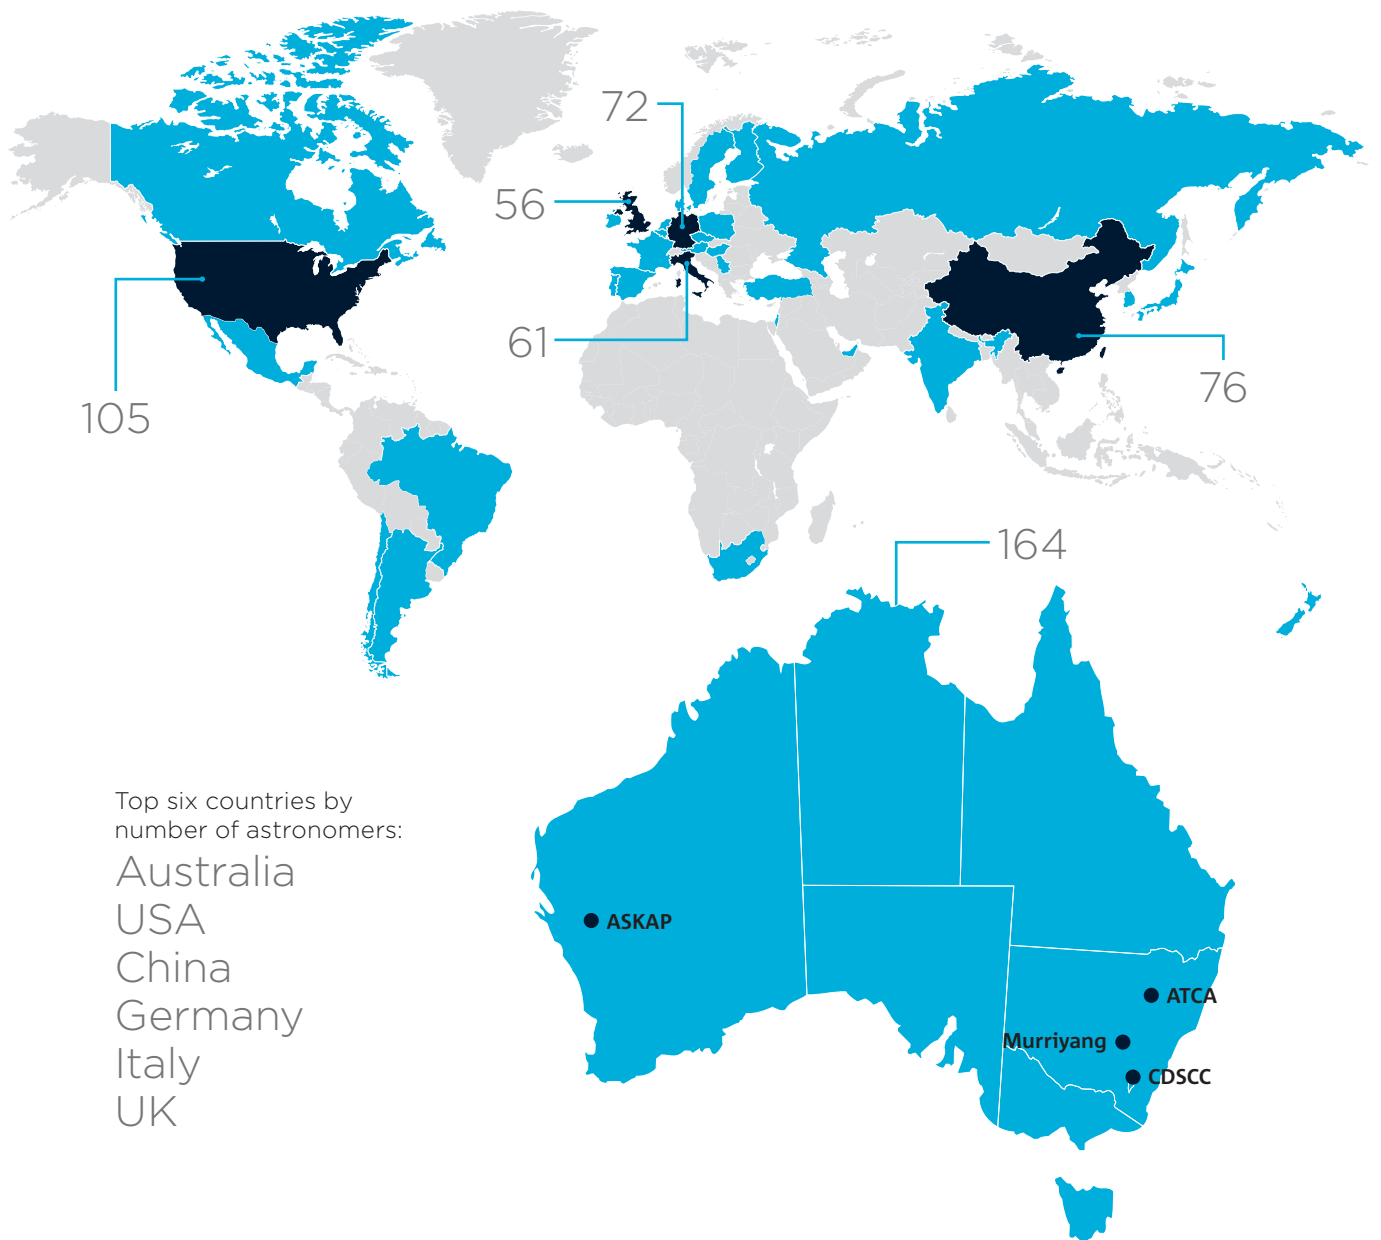 72
56
105
61
76
164
Top six countries by
number of astronomers:
Australia
USA
China
Germany
Italy
UK
ASKAP
ATCA
Murriyang
CDSCC